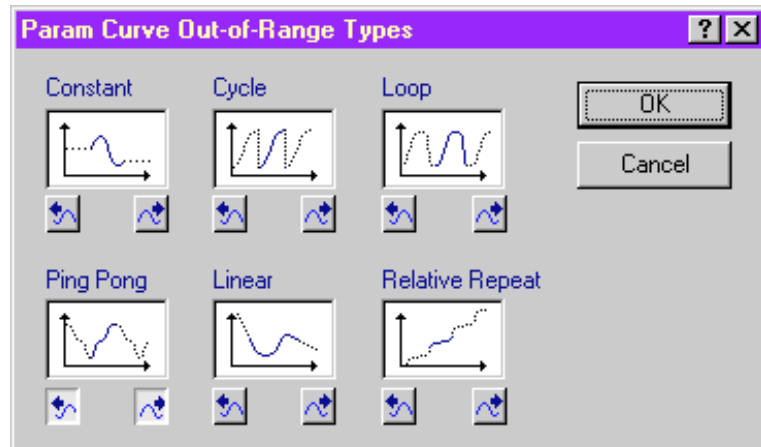 Param Curve Out-of-Range Types
Constant Cycle Loop
OK
Cancel
Ping Pong Linear Relative Repeat